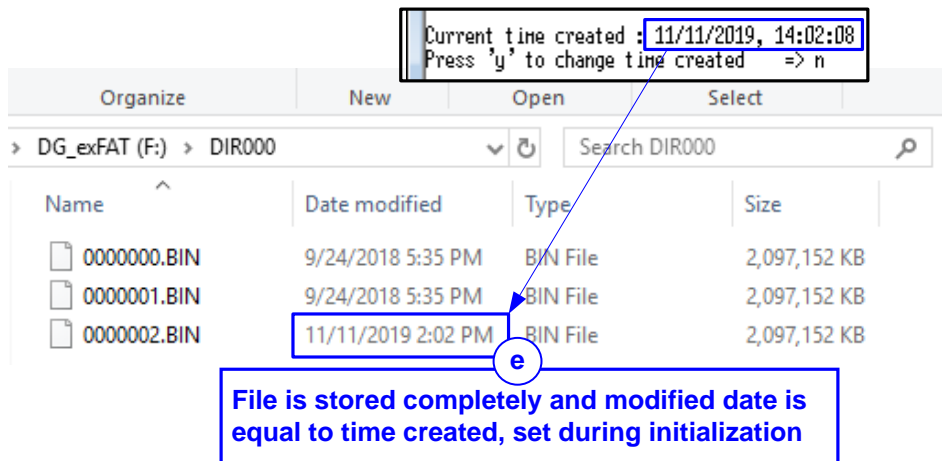 Current time created : 11/11/2019, 14:02:08
Press 'y' to change time created => n
Organize New Open Select
> DG_exFAT (F:) > DIR000 Search DIR000
Name Date modified Type Size
0000000.BIN 9/24/2018 5:35 PM BIN File 2,097,152 KB
0000001.BIN 9/24/2018 5:35 PM BIN File 2,097,152 KB
0000002.BIN 11/11/2019 2:02 PM BIN File 2,097,152 KB
e
File is stored completely and modified date is
equal to time created, set during initialization